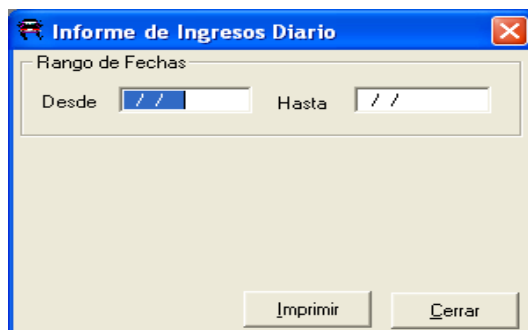 Informe de Ingresos Diario
Rango de Fechas
Desde / / Hasta / /
Imprimir Cerrar